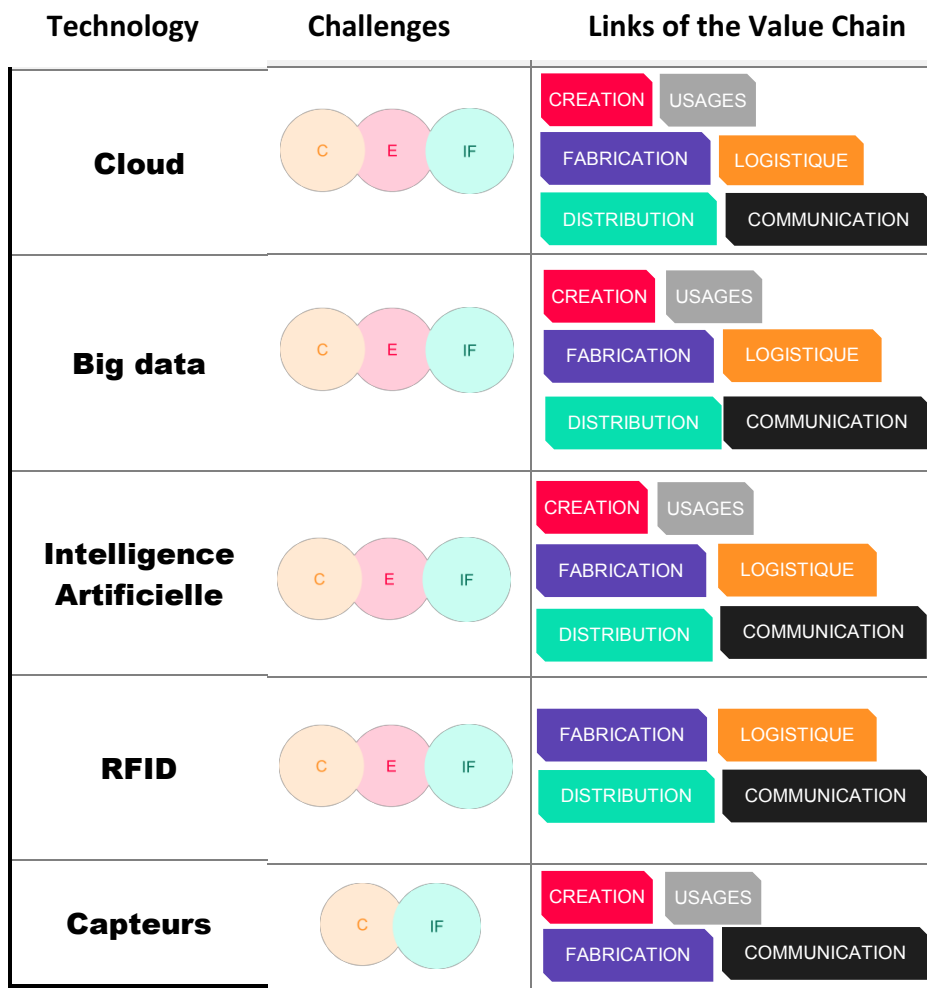 Technology Challenges Links of the Value Chain
Cloud
C E IF
CREATION USAGES
FABRICATION LOGISTIQUE
DISTRIBUTION COMMUNICATION
Big data
C E IF
CREATION USAGES
FABRICATION LOGISTIQUE
DISTRIBUTION COMMUNICATION
Intelligence
Artificielle
C E IF
CREATION USAGES
FABRICATION LOGISTIQUE
DISTRIBUTION COMMUNICATION
RFID
C E IF
FABRICATION LOGISTIQUE
DISTRIBUTION COMMUNICATION
Capteurs
C IF
CREATION USAGES
FABRICATION COMMUNICATION